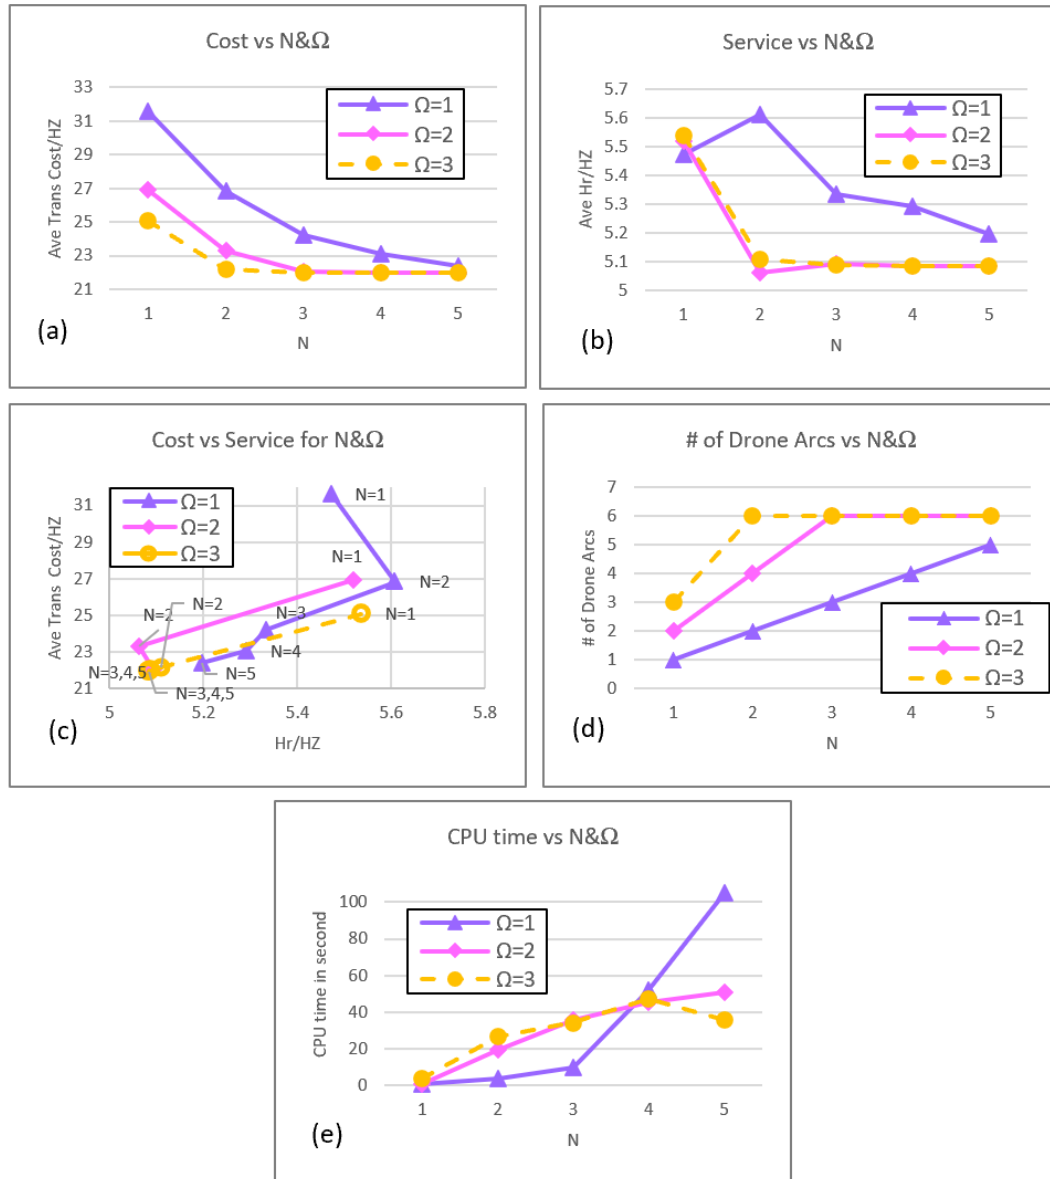 Cost vs N&Ω
Ave Trans Cost/HZ
33
31
29
27
25
23
21
Ω=1
Ω=2
Ω=3
1 2 3 4 5
N
(a)
Service vs N&Ω
Ave Hr/HZ
5.7
5.6
5.5
5.4
5.3
5.2
5.1
5
Ω=1
Ω=2
Ω=3
1 2 3 4 5
N
(b)
Cost vs Service for N&Ω
Ave Trans Cost/HZ
31
29
27
25
23
21
Ω=1
Ω=2
Ω=3
N=1
N=1
N=2
N=2
N=2
N=3
N=1
N=4
N=3,4,5
N=5
N=3,4,5
5 5.2 5.4 5.6 5.8
Hr/HZ
(c)
# of Drone Arcs vs N&Ω
# of Drone Arcs
7
6
5
4
3
2
1
0
Ω=1
Ω=2
Ω=3
1 2 3 4 5
N
(d)
CPU time vs N&Ω
CPU time in second
100
80
60
40
20
0
Ω=1
Ω=2
Ω=3
1 2 3 4 5
N
(e)